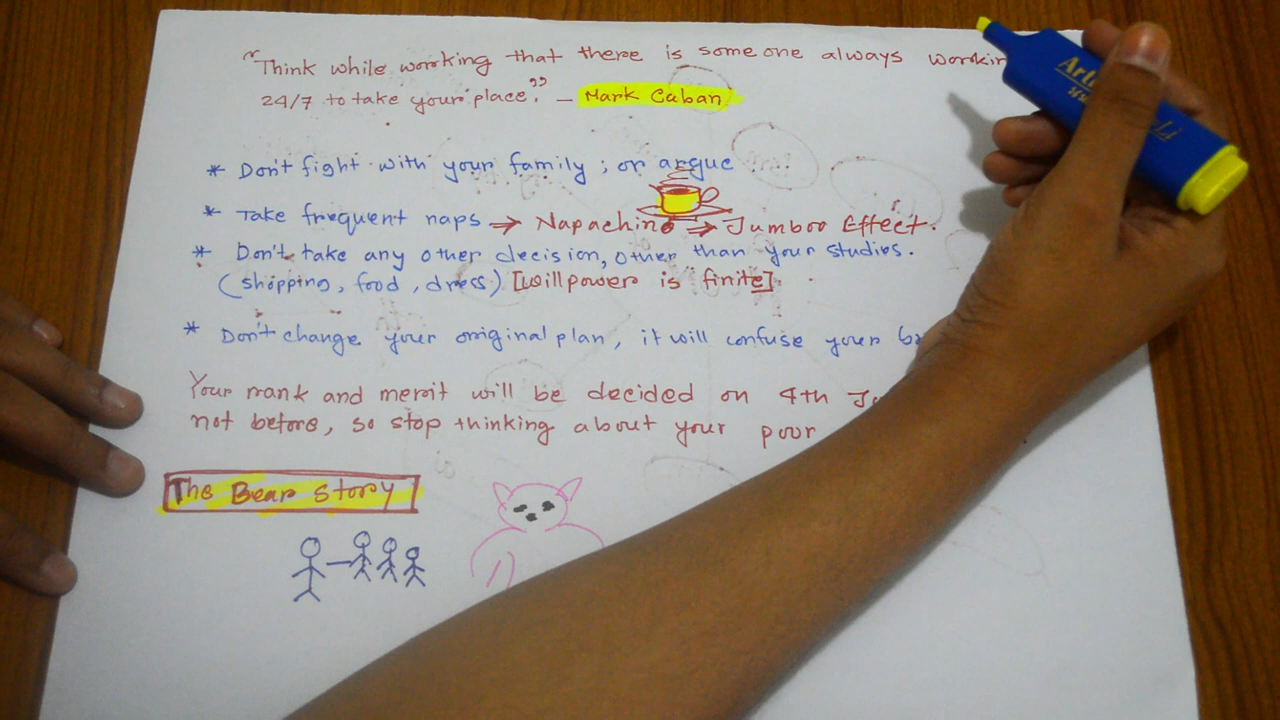 "Think while working that there is some one always workin
24/7 to take your place." – Mark Cuban
* Don't fight with your family ; or argue
* Take frequent naps → Napachino ⇒ Jumboo Effect.
* Don't take any other decision, other than your studies.
(shopping, food, dress) [willpower is finite]
* Don't change your original plan, it will confuse your
Your rank and merit will be decided on 4th
not before, so stop thinking about your poor
The Bear Story